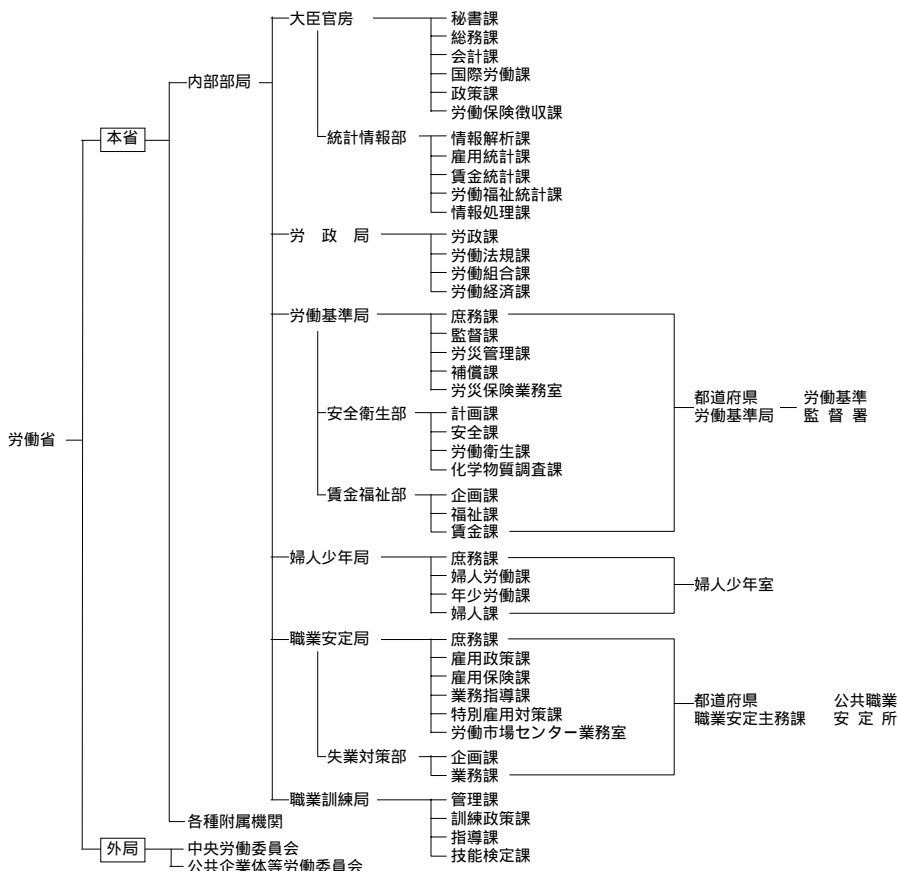 労働省
本省
内部部局
大臣官房
秘書課
総務課
会計課
国際労働課
政策課
労働保険徴収課
統計情報部
情報解析課
雇用統計課
賃金統計課
労働福祉統計課
情報処理課
労 政 局
労政課
労働法規課
労働組合課
労働経済課
労働基準局
庶務課
監督課
労災管理課
補償課
労災保険業務室
安全衛生部
計画課
安全課
労働衛生課
化学物質調査課
賃金福祉部
企画課
福祉課
賃金課
都道府県
労働基準局
労働基準
監 督 署
婦人少年局
庶務課
婦人労働課
年少労働課
婦人課
婦人少年室
職業安定局
庶務課
雇用政策課
雇用保険課
業務指導課
特別雇用対策課
労働市場センター業務室
失業対策部
企画課
業務課
都道府県
職業安定主務課
公共職業
安 定 所
職業訓練局
管理課
訓練政策課
指導課
技能検定課
各種附属機関
外局
中央労働委員会
公共企業体等労働委員会